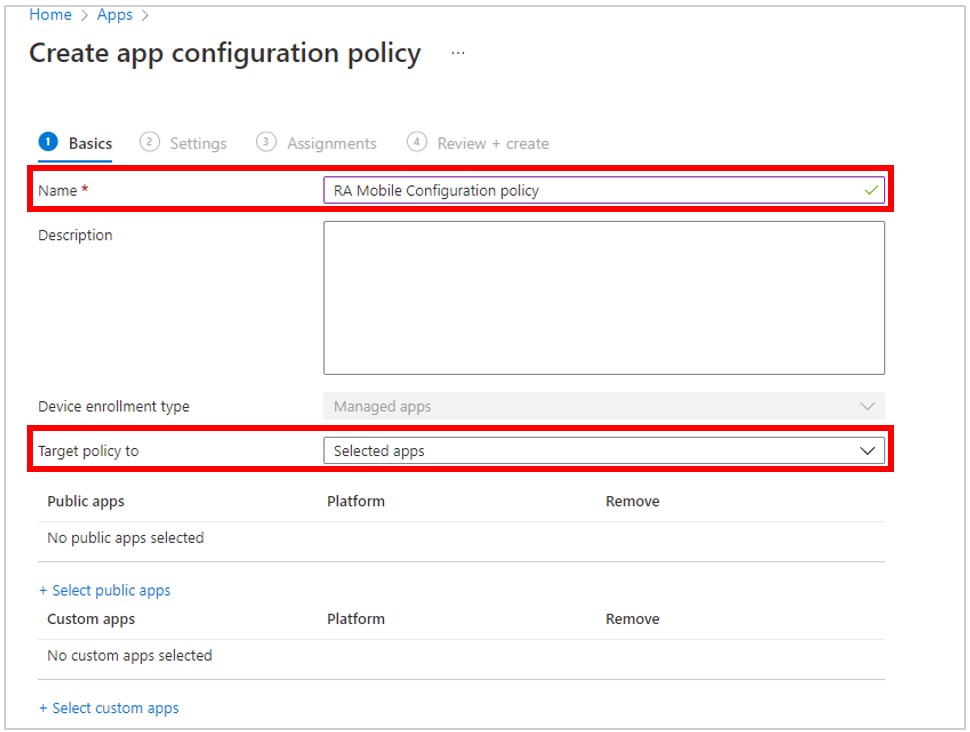 Home > Apps >
Create app configuration policy ...
1 Basics 2 Settings 3 Assignments 4 Review + create
Name * RA Mobile Configuration policy
Description
Device enrollment type Managed apps
Target policy to Selected apps
Public apps Platform Remove
No public apps selected
+ Select public apps
Custom apps Platform Remove
No custom apps selected
+ Select custom apps